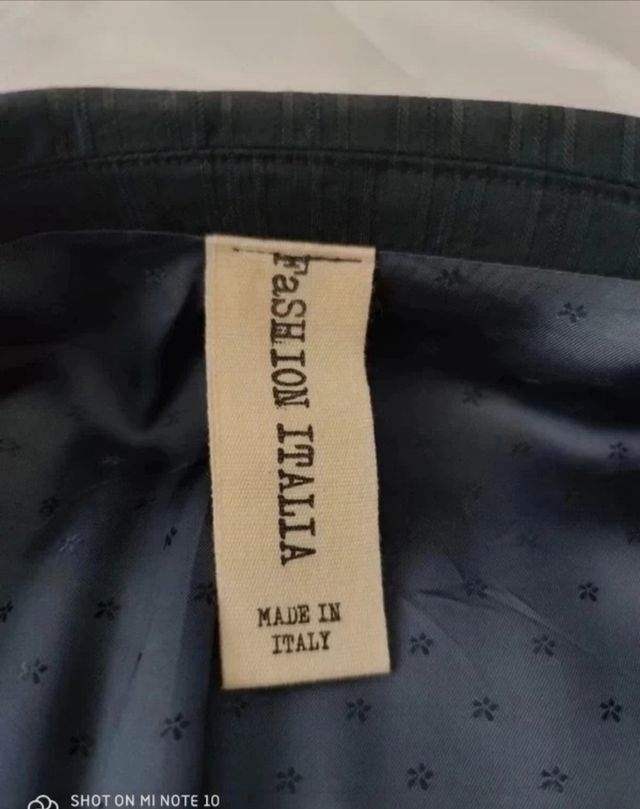 FaSHION ITALIA
MADE IN
ITALY
SHOT ON MI NOTE 10